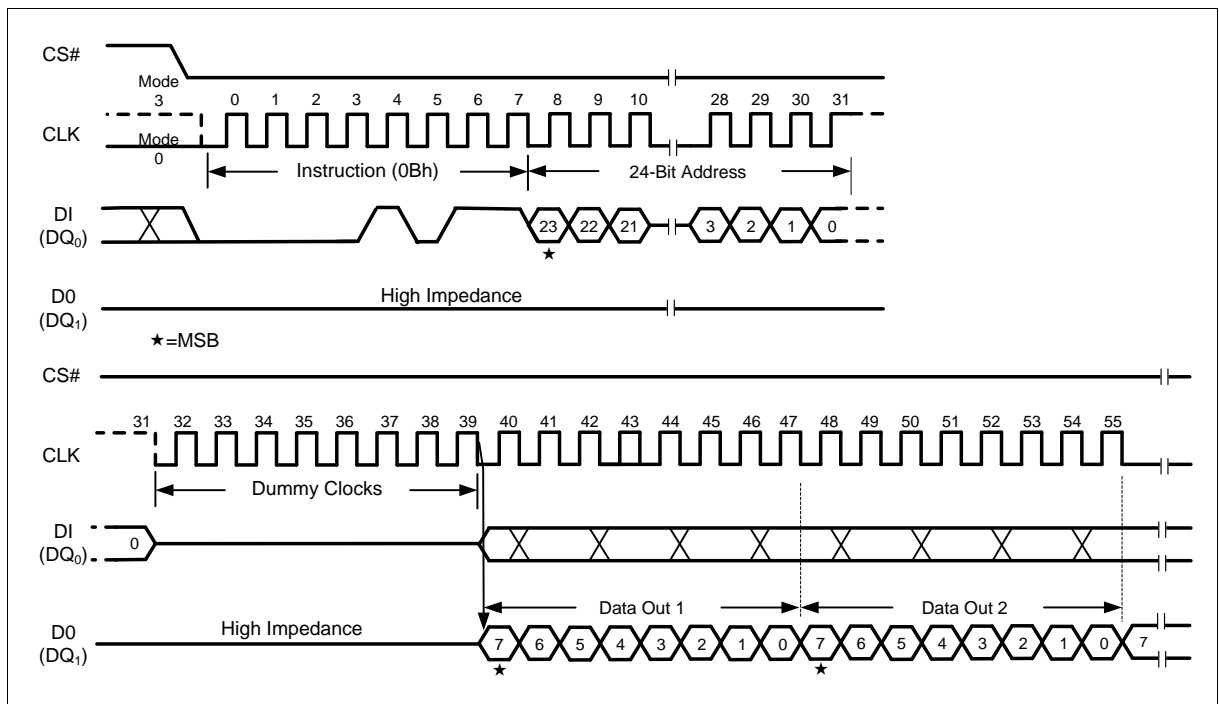 CS#
Mode
3
0 1 2 3 4 5 6 7 8 9 10 28 29 30 31
CLK
Mode
0
Instruction (0Bh) 24-Bit Address
DI
(DQ0)
23 22 21 3 2 1 0
D0
(DQ1)
High Impedance
★=MSB
CS#
31 32 33 34 35 36 37 38 39 40 41 42 43 44 45 46 47 48 49 50 51 52 53 54 55
CLK
Dummy Clocks
DI
(DQ0)
0
Data Out 1 Data Out 2
D0
(DQ1)
High Impedance
7 6 5 4 3 2 1 0 7 6 5 4 3 2 1 0 7